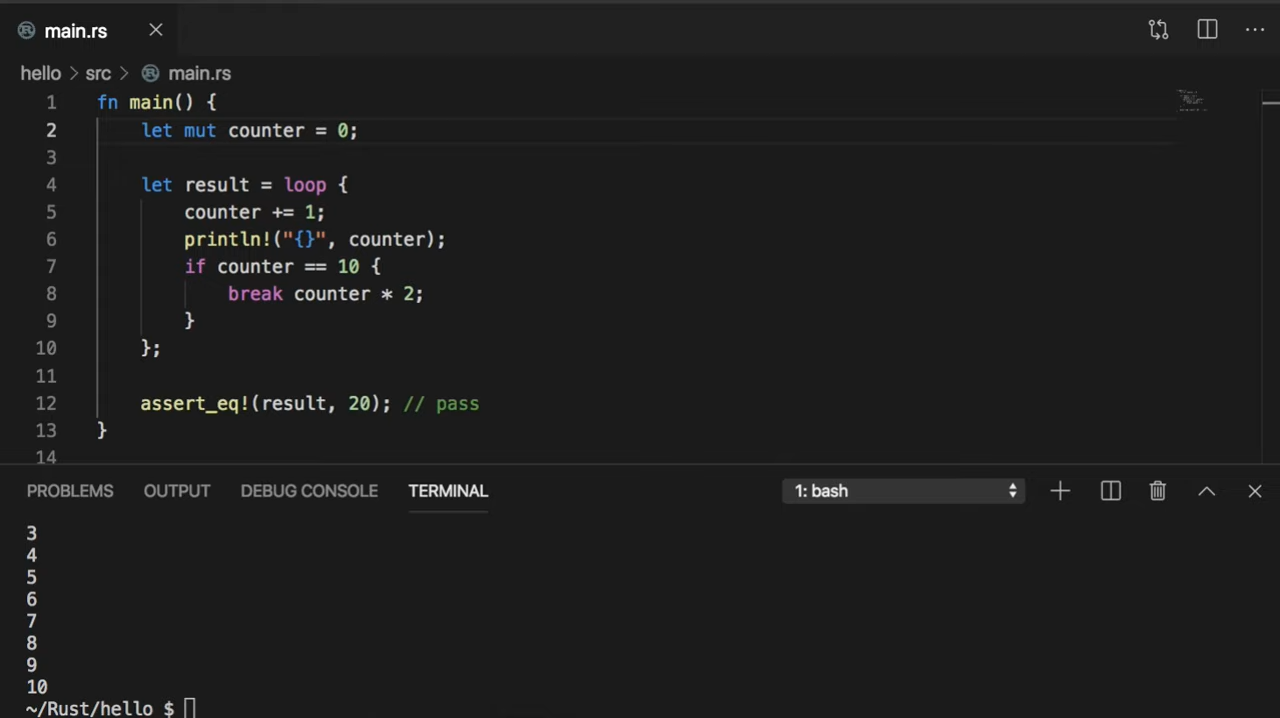 main.rs
hello > src > main.rs
1 fn main() {
2 let mut counter = 0;
3
4 let result = loop {
5 counter += 1;
6 println!("{}", counter);
7 if counter == 10 {
8 break counter * 2;
9 }
10 };
11
12 assert_eq!(result, 20); // pass
13 }
14
PROBLEMS OUTPUT DEBUG CONSOLE TERMINAL 1: bash
3
4
5
6
7
8
9
10
~/Rust/hello $